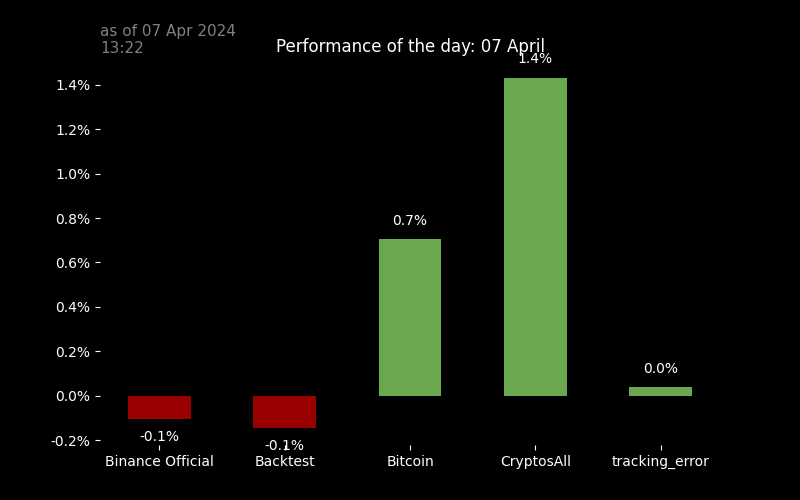 as of 07 Apr 2024
13:22
Performance of the day: 07 April
1.4%
1.4%
1.2%
1.0%
0.8%
0.7%
0.6%
0.4%
0.2%
0.0%
0.0%
-0.2%
-0.1%
-0.1%
Binance Official
Backtest
Bitcoin
CryptosAll
tracking_error